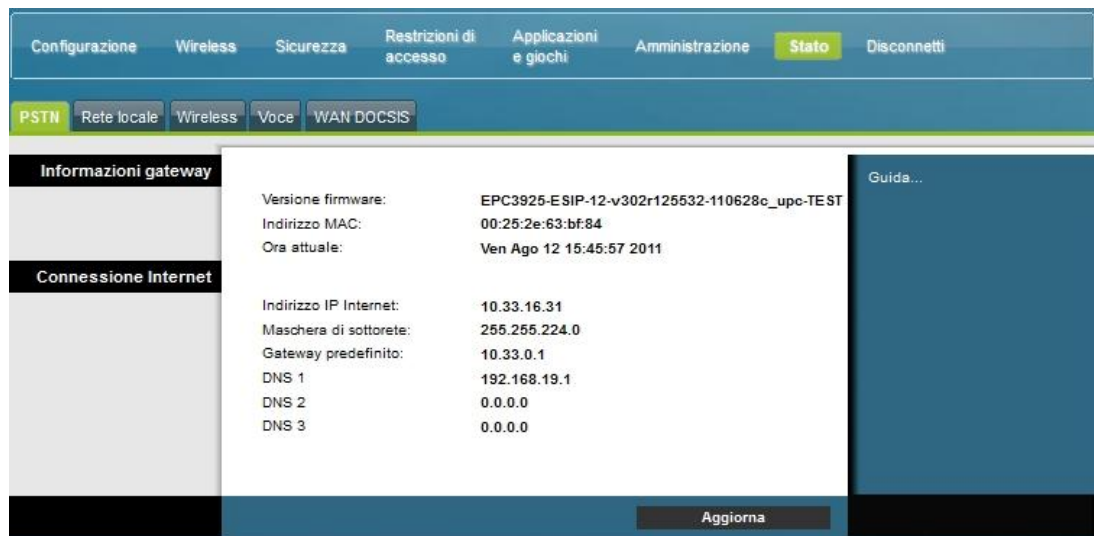 Configurazione Wireless Sicurezza Restrizioni di accesso Applicazioni e giochi Amministrazione Stato Disconnetti
PSTN Rete locale Wireless Voce WAN DOCSIS
Informazioni gateway
Guida...
Versione firmware: EPC3925-ESIP-12-v302r125532-110628c_upc-TEST
Indirizzo MAC: 00:25:2e:63:bf:84
Ora attuale: Ven Ago 12 15:45:57 2011
Connessione Internet
Indirizzo IP Internet: 10.33.16.31
Maschera di sottorete: 255.255.224.0
Gateway predefinito: 10.33.0.1
DNS 1 192.168.19.1
DNS 2 0.0.0.0
DNS 3 0.0.0.0
Aggiorna